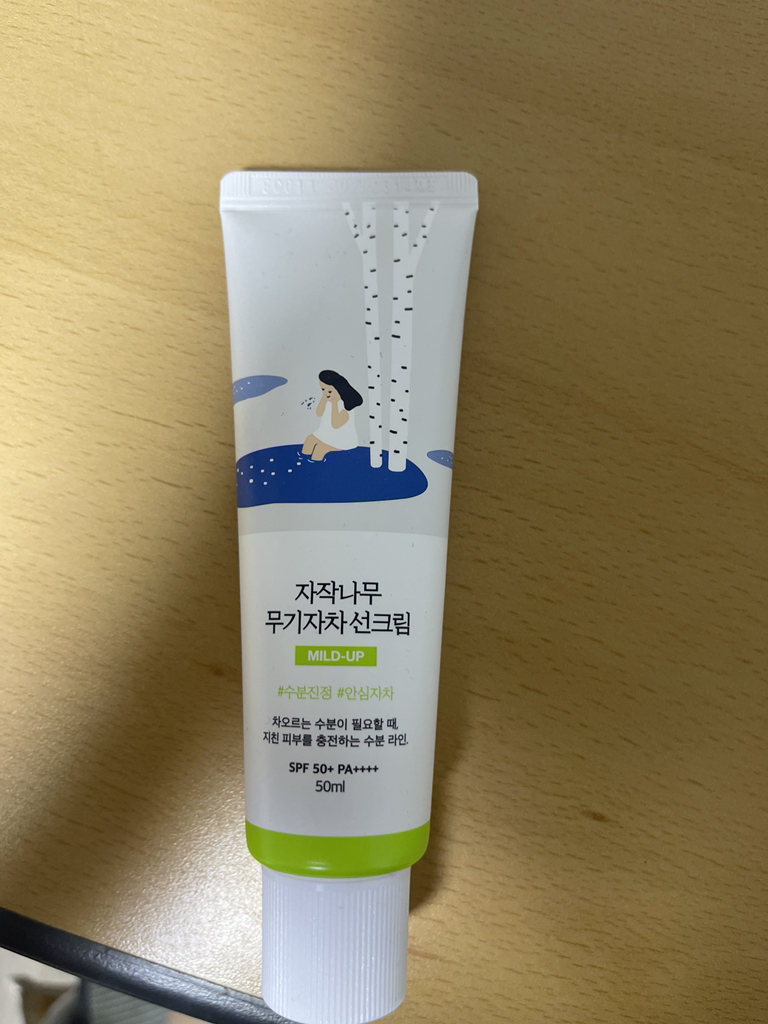 자작나무
무기자차 선크림
MILD-UP
#수분진정 #안심자차
차오르는 수분이 필요할 때,
지친 피부를 충전하는 수분 라인.
SPF 50+ PA++++
50ml